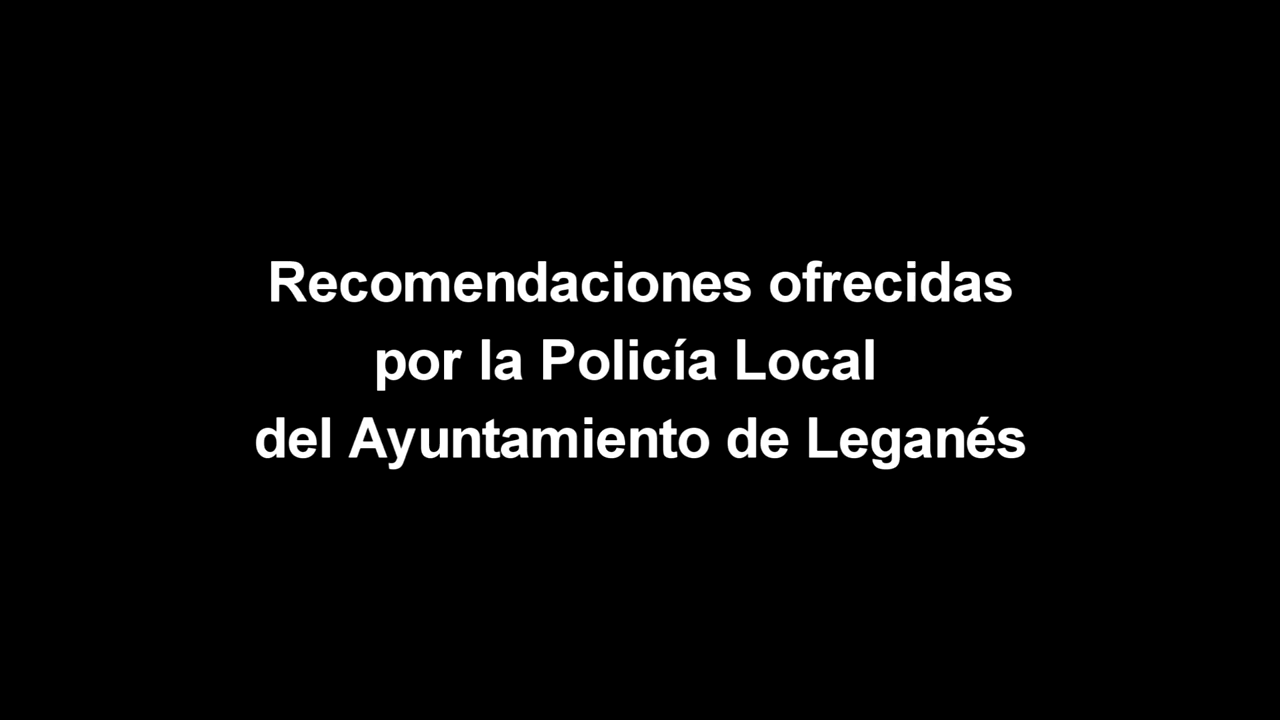 Recomendaciones ofrecidas
por la Policía Local
del Ayuntamiento de Leganés